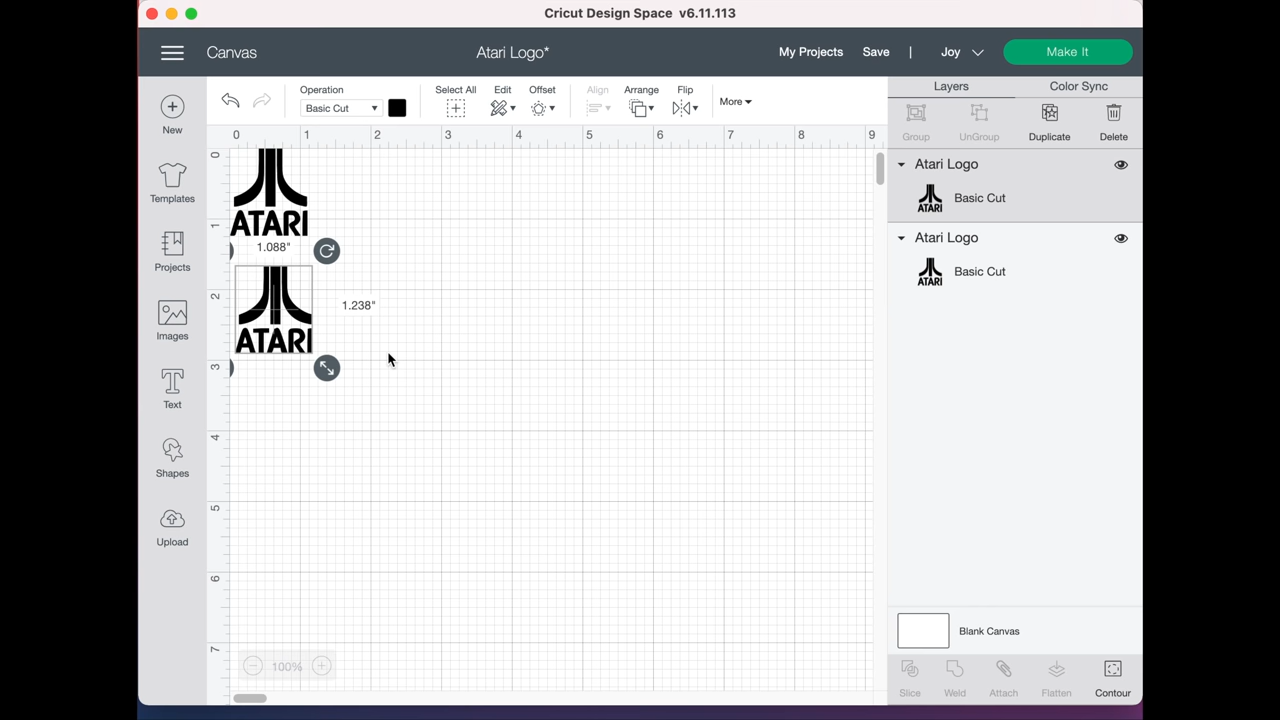 Cricut Design Space v6.11.113
Canvas
Atari Logo*
My Projects Save | Joy Make It
New
Templates
Projects
Images
Text
Shapes
Upload
Operation
Basic Cut
Select All Edit Offset Align Arrange Flip More
0 1 2 3 4 5 6 7 8 9
0
1
2
3
4
5
6
7
ATARI
1.088"
1.238"
ATARI
100%
Layers Color Sync
Group UnGroup Duplicate Delete
Atari Logo
ATARI
Basic Cut
Atari Logo
ATARI
Basic Cut
Blank Canvas
Slice Weld Attach Flatten Contour